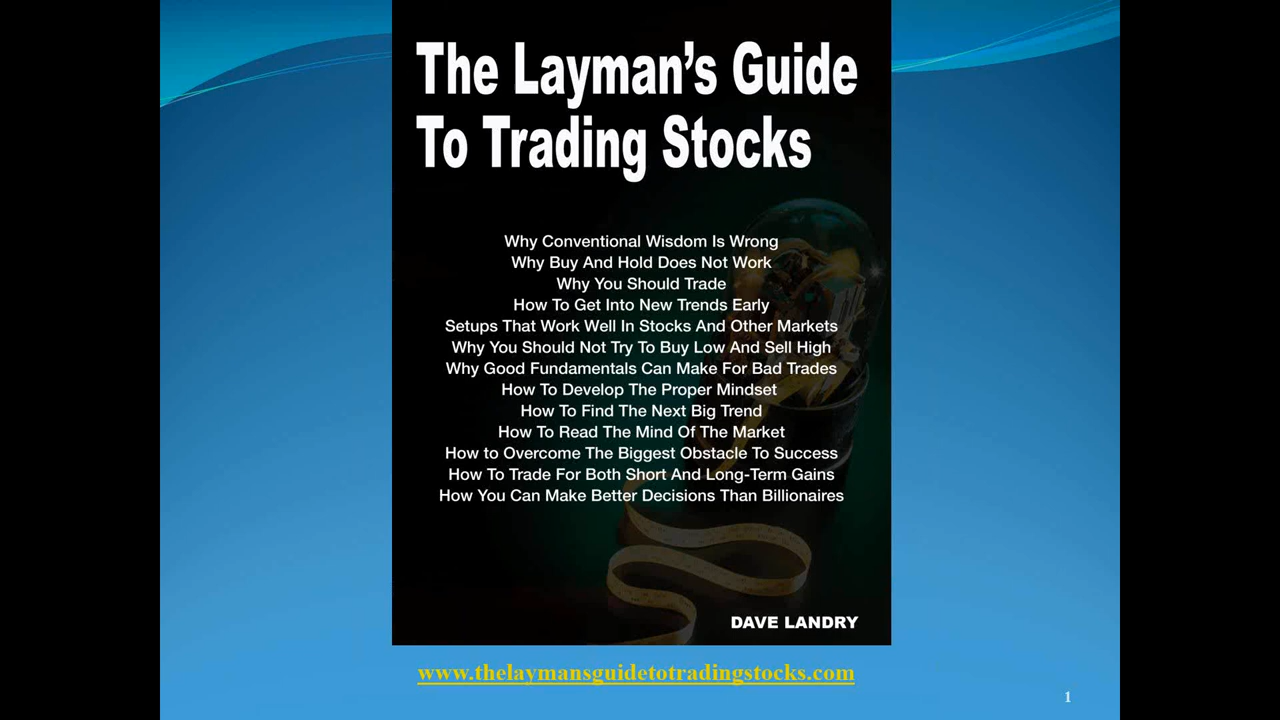 The Layman's Guide
To Trading Stocks
Why Conventional Wisdom Is Wrong
Why Buy And Hold Does Not Work
Why You Should Trade
How To Get Into New Trends Early
Setups That Work Well In Stocks And Other Markets
Why You Should Not Try To Buy Low And Sell High
Why Good Fundamentals Can Make For Bad Trades
How To Develop The Proper Mindset
How To Find The Next Big Trend
How To Read The Mind Of The Market
How to Overcome The Biggest Obstacle To Success
How To Trade For Both Short And Long-Term Gains
How You Can Make Better Decisions Than Billionaires
DAVE LANDRY
www.thelaymansguidetotradingstocks.com
1